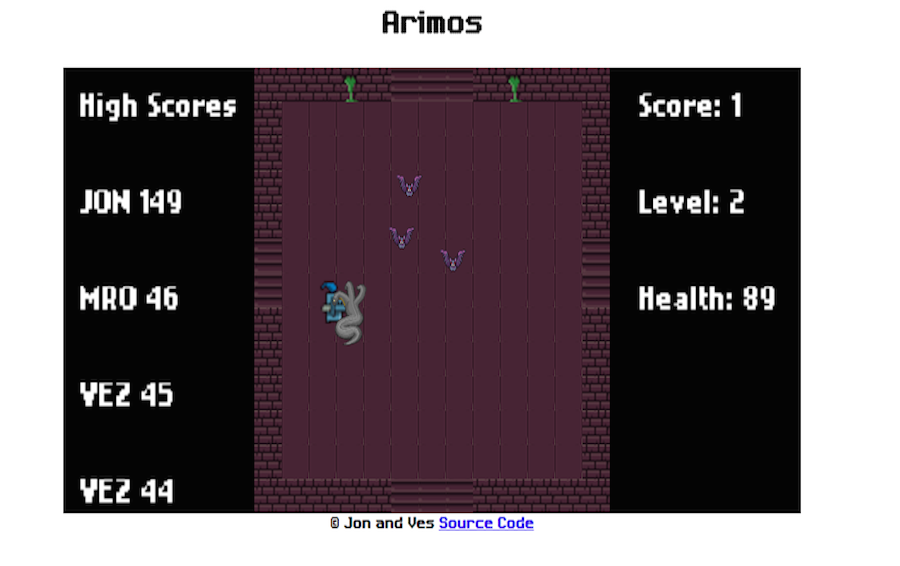 Arimos
High Scores
JON 149
MRO 46
VEZ 45
VEZ 44
Score: 1
Level: 2
Health: 89
© Jon and Ves Source Code